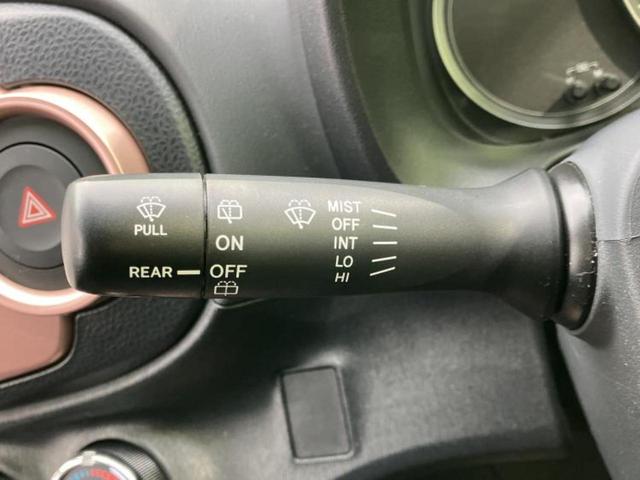 PULL
REAR
ON
OFF
MIST
OFF
INT
LO
HI